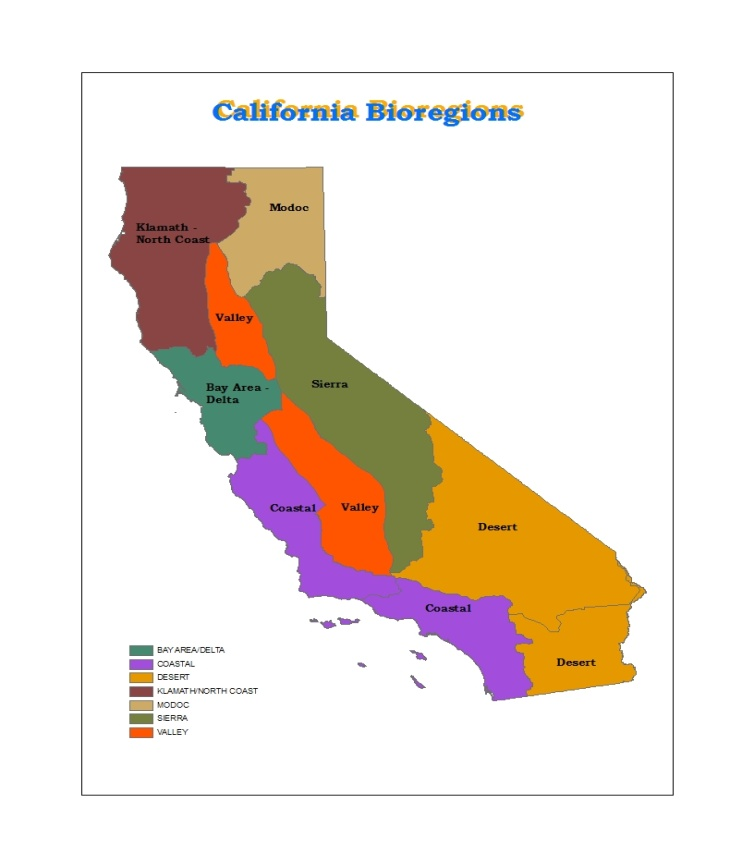 California Bioregions
Modoc
Klamath -
North Coast
Valley
Sierra
Bay Area -
Delta
Coastal
Valley
Desert
Coastal
Desert
BAY AREA/DELTA
COASTAL
DESERT
KLAMATH/NORTH COAST
MODOC
SIERRA
VALLEY